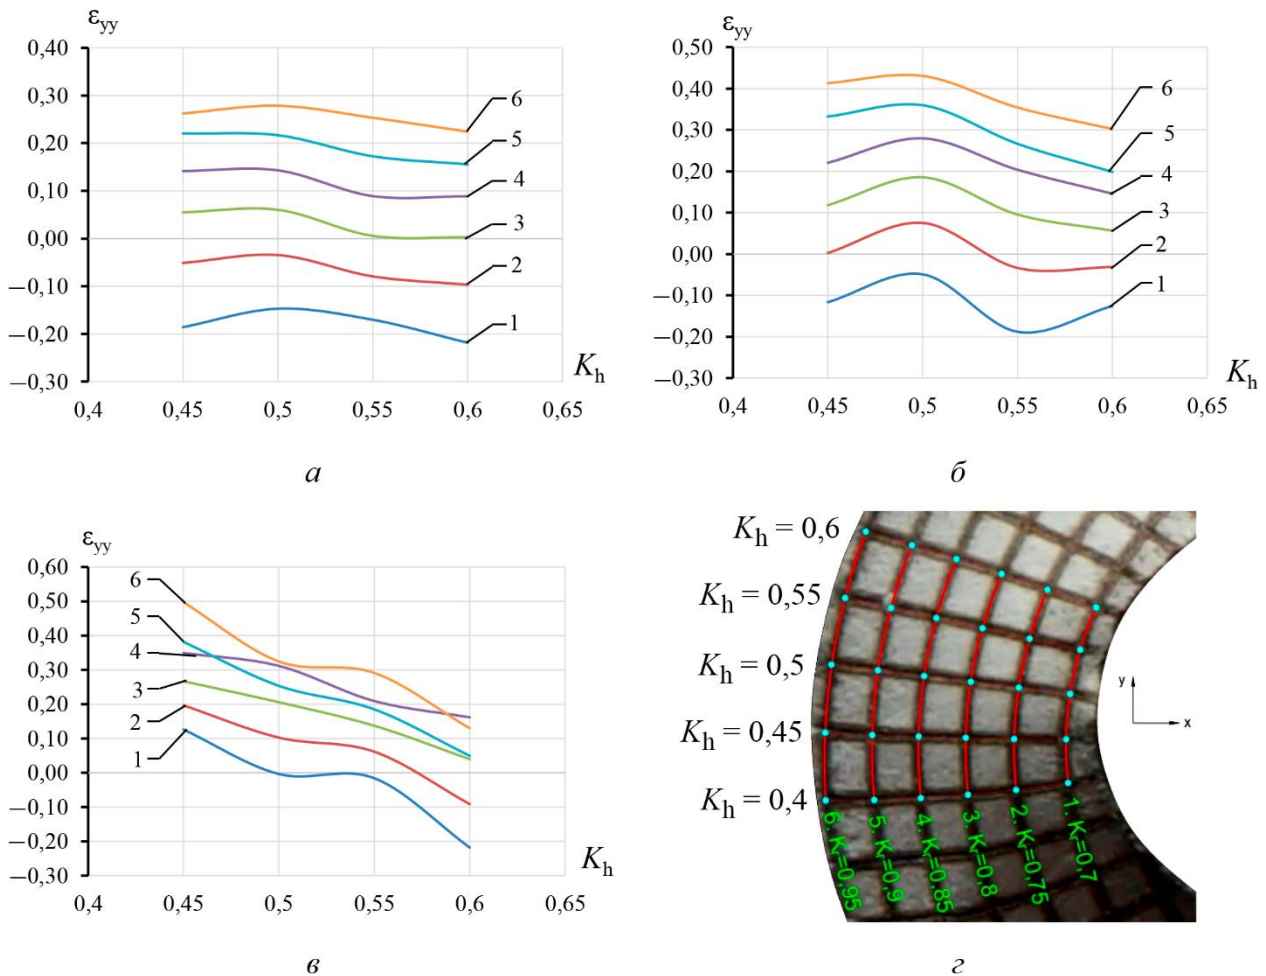 ε_yy
0,40
0,30
0,20
0,10
0,00
—0,10
—0,20
—0,30
0,4 0,45 0,5 0,55 0,6 0,65
K_h
6
5
4
3
2
1
а
ε_yy
0,50
0,40
0,30
0,20
0,10
0,00
—0,10
—0,20
—0,30
0,4 0,45 0,5 0,55 0,6 0,65
K_h
6
5
4
3
2
1
б
ε_yy
0,60
0,50
0,40
0,30
0,20
0,10
0,00
—0,10
—0,20
—0,30
0,4 0,45 0,5 0,55 0,6 0,65
K_h
6
5
4
3
2
1
в
K_h = 0,6
K_h = 0,55
K_h = 0,5
K_h = 0,45
K_h = 0,4
y
x
6. K=0,95
5. K=0,9
4. K=0,85
3. K=0,8
2. K=0,75
1. K=0,7
г